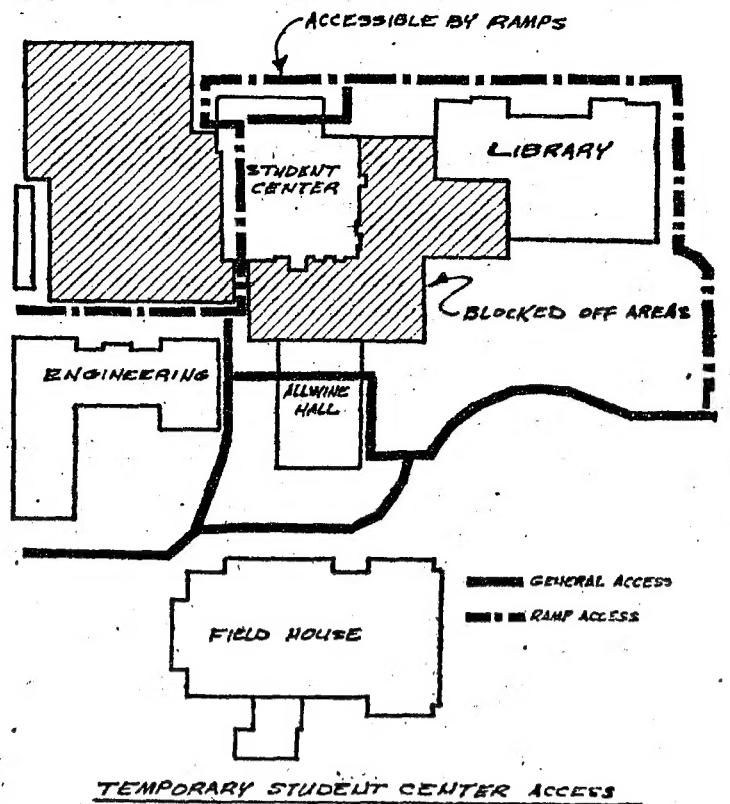 ACCESSIBLE BY RAMPS
LIBRARY
STUDENT
CENTER
BLOCKED OFF AREAS
ENGINEERING
ALLWINE
HALL
GENERAL ACCESS
RAMP ACCESS
FIELD HOUSE
TEMPORARY STUDENT CENTER ACCESS